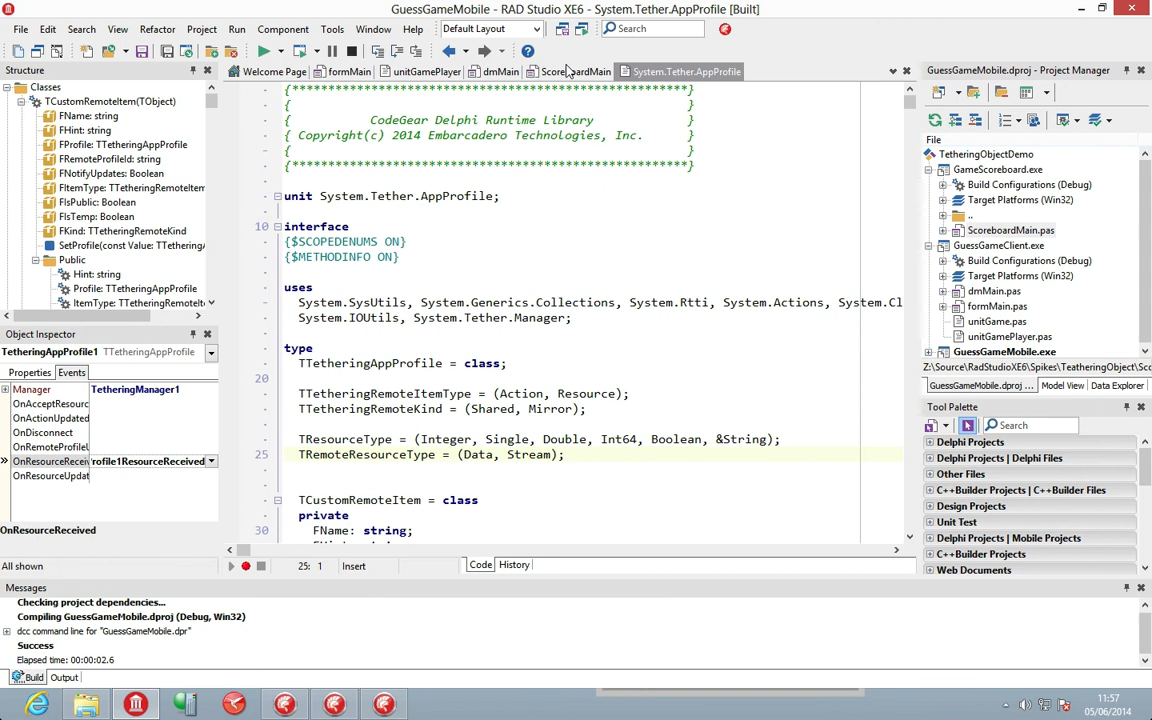 GuessGameMobile - RAD Studio XE6 - System.Tether.AppProfile [Built]
File Edit Search View Refactor Project Run Component Tools Window Help Default Layout Search
Structure
Classes
TCustomRemoteItem(TObject)
FName: string
FHint: string
FProfile: TTetheringAppProfile
FRemoteProfileId: string
FNotifyUpdates: Boolean
FItemType: TTetheringRemoteItem
FIsPublic: Boolean
FIsTemp: Boolean
FKind: TTetheringRemoteKind
SetProfile(const Value: TTethering
Public
Hint: string
Profile: TTetheringAppProfile
ItemType: TTetheringRemoteIte
Object Inspector
TetheringAppProfile1 TTetheringAppProfile
Properties Events
Manager TetheringManager1
OnAcceptResourc
OnActionUpdated
OnDisconnect
OnRemoteProfileU
OnResourceRecei rofile1ResourceReceived
OnResourceUpdat
OnResourceReceived
All shown
Welcome Page formMain unitGamePlayer dmMain ScoreboardMain System.Tether.AppProfile
{*******************************************************}
{ }
{ CodeGear Delphi Runtime Library }
{ Copyright(c) 2014 Embarcadero Technologies, Inc. }
{ }
{*******************************************************}
unit System.Tether.AppProfile;
10 interface
{$SCOPEDENUMS ON}
{$METHODINFO ON}
uses
System.SysUtils, System.Generics.Collections, System.Rtti, System.Actions, System.Cl
System.IOUtils, System.Tether.Manager;
type
TTetheringAppProfile = class;
20
TTetheringRemoteItemType = (Action, Resource);
TTetheringRemoteKind = (Shared, Mirror);
TResourceType = (Integer, Single, Double, Int64, Boolean, &String);
25 TRemoteResourceType = (Data, Stream);
TCustomRemoteItem = class
private
30 FName: string;
25: 1 Insert Code History
GuessGameMobile.dproj - Project Manager
File
TetheringObjectDemo
GameScoreboard.exe
Build Configurations (Debug)
Target Platforms (Win32)
..
ScoreboardMain.pas
GuessGameClient.exe
Build Configurations (Debug)
Target Platforms (Win32)
dmMain.pas
formMain.pas
unitGame.pas
unitGamePlayer.pas
GuessGameMobile.exe
Z:\Source\RadStudioXE6\Spikes\TeatheringObject\Sco
GuessGameMobile.dproj ... Model View Data Explorer
Tool Palette
Search
Delphi Projects
Delphi Projects | Delphi Files
Other Files
C++Builder Projects | C++Builder Files
Design Projects
Unit Test
Delphi Projects | Mobile Projects
C++Builder Projects
Web Documents
Messages
Checking project dependencies...
Compiling GuessGameMobile.dproj (Debug, Win32)
dcc command line for "GuessGameMobile.dpr"
Success
Elapsed time: 00:00:02.6
Build Output
11:57
05/06/2014